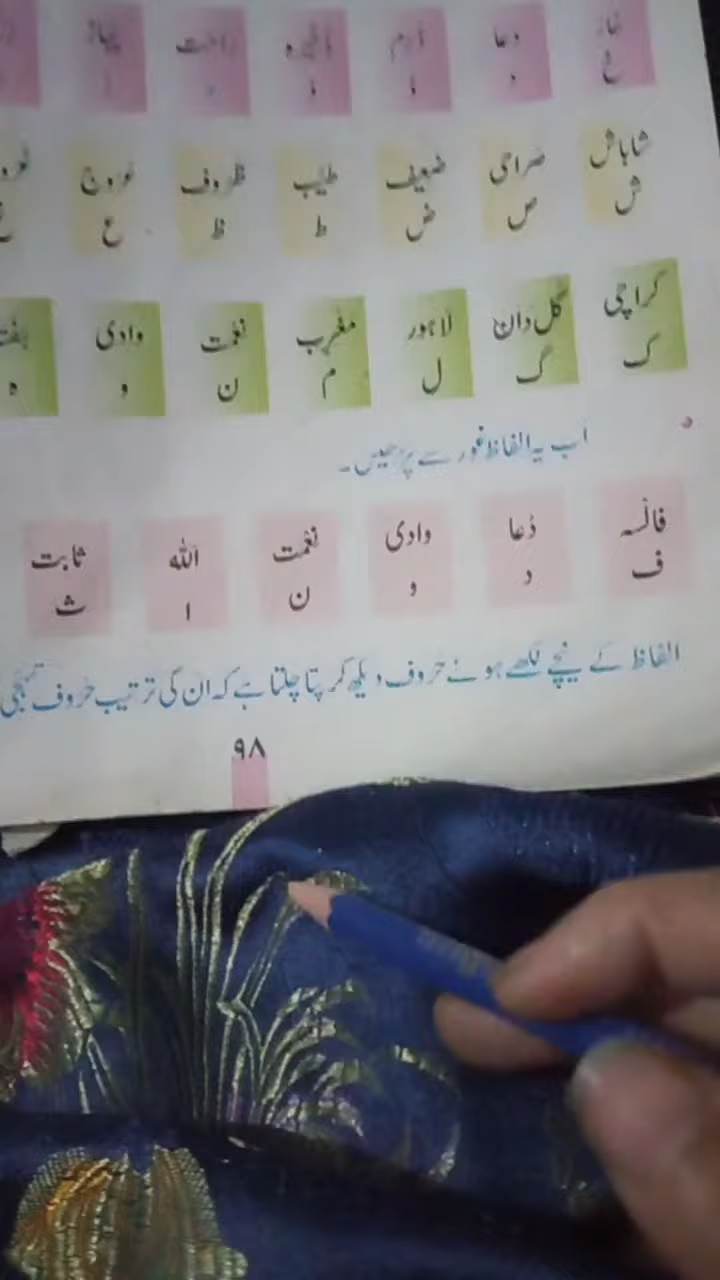 دعا
د
شاباش صراحی ضعیف طیب ظروف عروج
ش ص ض ط ظ ع
کراچی گل دان لاہور مغرب نعمت وادی
ک گ ل م ن و ہ
اب یہ الفاظ غور سے پڑھیں۔
فالسہ دُعا وادی نعمت اللہ ثابت
ف د و ن ا ث
الفاظ کے نیچے لکھے ہوئے حروف دیکھ کر پتا چلتا ہے کہ ان کی ترتیب حروف تہجی
۹۸